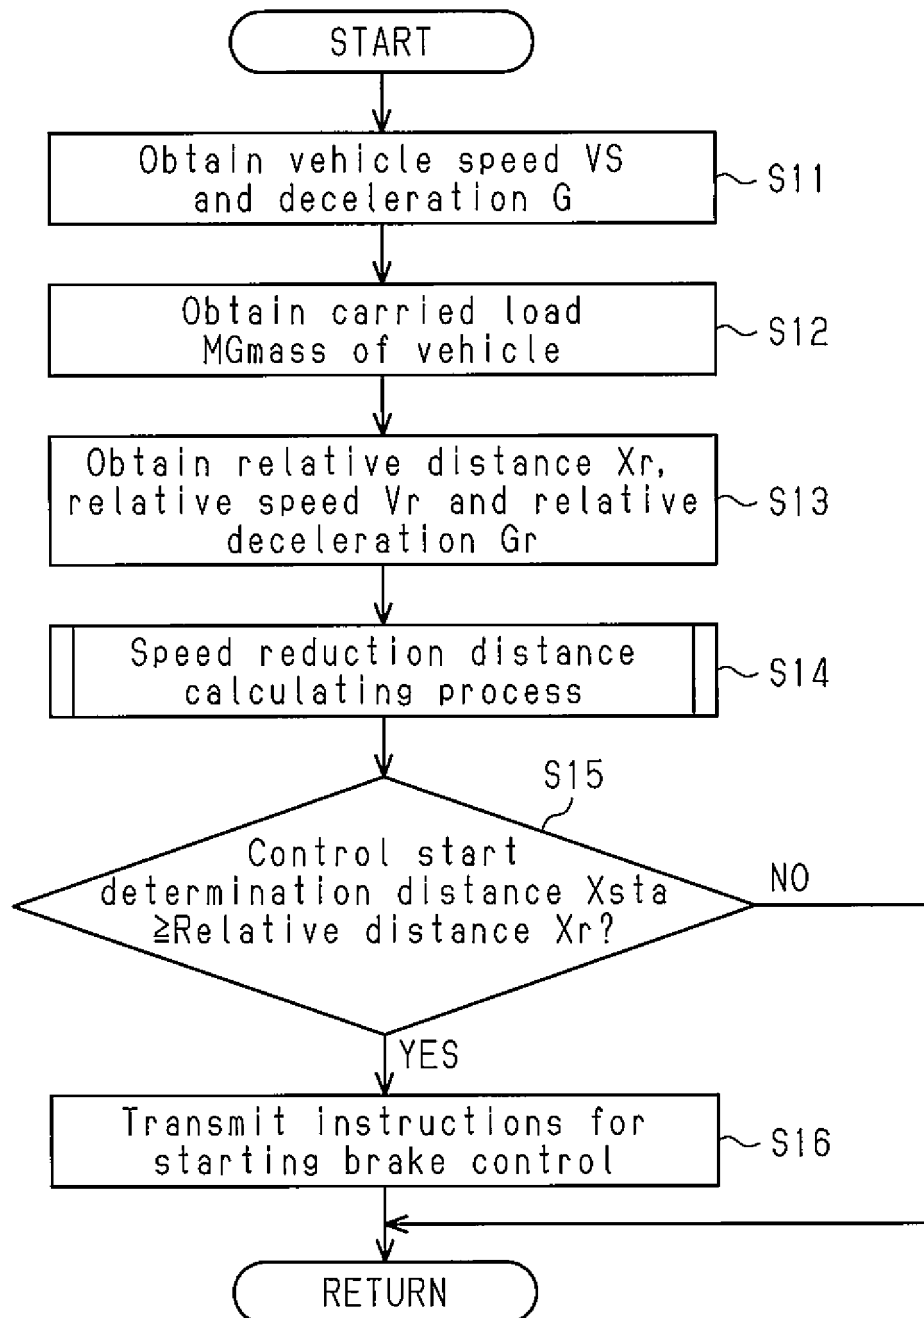 START
Obtain vehicle speed VS
and deceleration G
S11
Obtain carried load
MGmass of vehicle
S12
Obtain relative distance Xr,
relative speed Vr and relative
deceleration Gr
S13
Speed reduction distance
calculating process
S14
S15
Control start
determination distance Xsta
≧Relative distance Xr?
NO
YES
Transmit instructions for
starting brake control
S16
RETURN